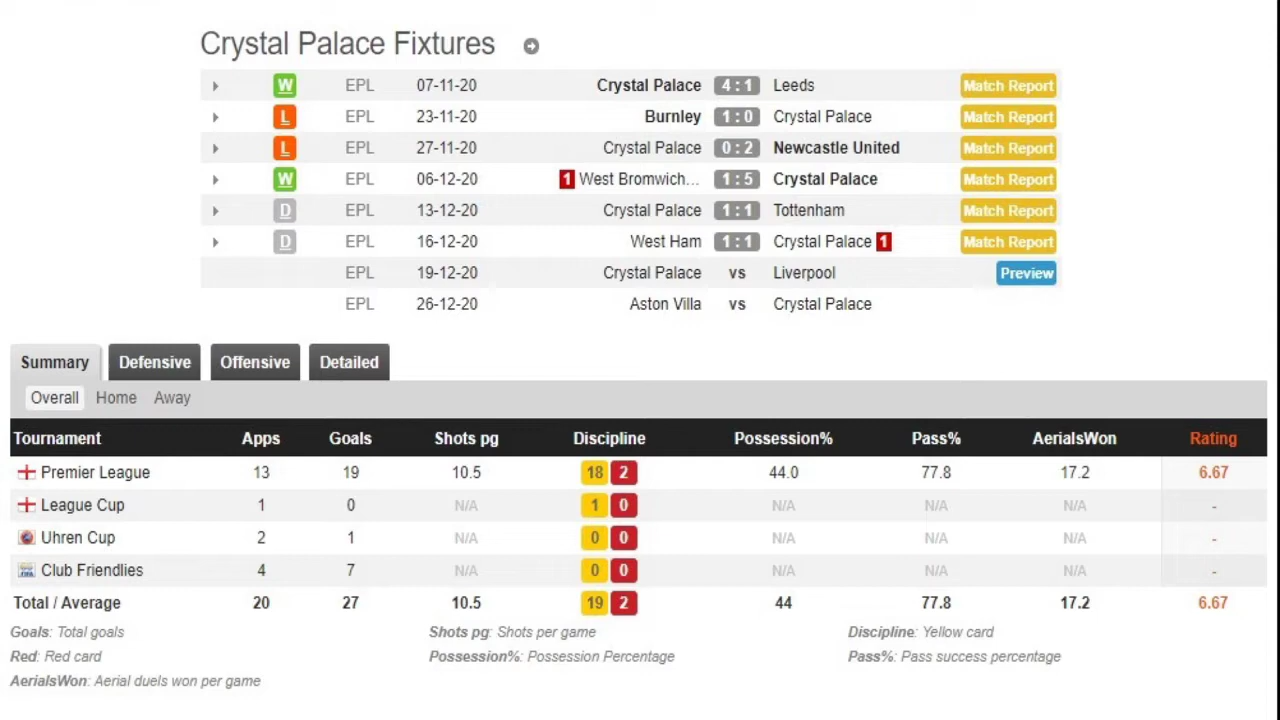 Crystal Palace Fixtures
W EPL 07-11-20 Crystal Palace 4 : 1 Leeds Match Report
L EPL 23-11-20 Burnley 1 : 0 Crystal Palace Match Report
L EPL 27-11-20 Crystal Palace 0 : 2 Newcastle United Match Report
W EPL 06-12-20 1 West Bromwich... 1 : 5 Crystal Palace Match Report
D EPL 13-12-20 Crystal Palace 1 : 1 Tottenham Match Report
D EPL 16-12-20 West Ham 1 : 1 Crystal Palace 1 Match Report
EPL 19-12-20 Crystal Palace vs Liverpool Preview
EPL 26-12-20 Aston Villa vs Crystal Palace
Summary Defensive Offensive Detailed
Overall Home Away
Tournament Apps Goals Shots pg Discipline Possession% Pass% AerialsWon Rating
Premier League 13 19 10.5 18 2 44.0 77.8 17.2 6.67
League Cup 1 0 N/A 1 0 N/A N/A N/A -
Uhren Cup 2 1 N/A 0 0 N/A N/A N/A -
Club Friendlies 4 7 N/A 0 0 N/A N/A N/A -
Total / Average 20 27 10.5 19 2 44 77.8 17.2 6.67
Goals: Total goals Shots pg: Shots per game Discipline: Yellow card
Red: Red card Possession%: Possession Percentage Pass%: Pass success percentage
AerialsWon: Aerial duels won per game